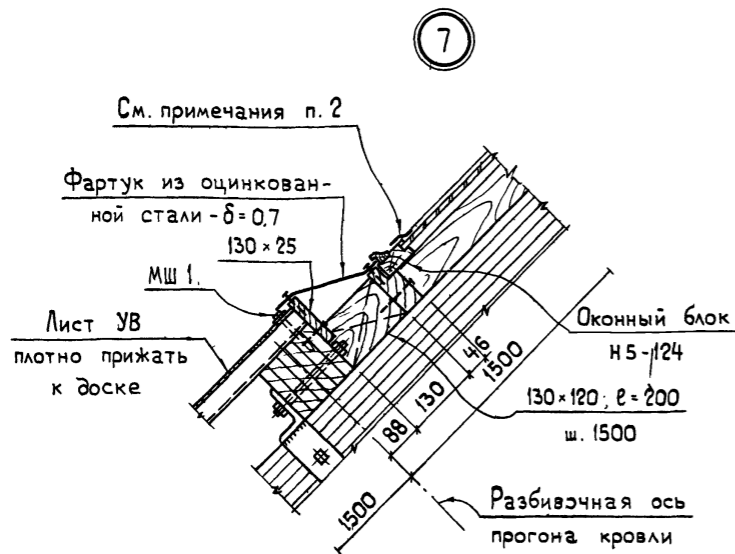 7
См. примечания п. 2
Фартук из оцинкован-
ной стали - δ = 0,7
130 × 25
МШ 1.
Лист УВ
плотно прижать
к доске
Оконный блок
Н 5 - 124
130×120; ℓ = 200
ш. 1500
46
1500
130
88
1500
Разбивочная ось
прогона кровли